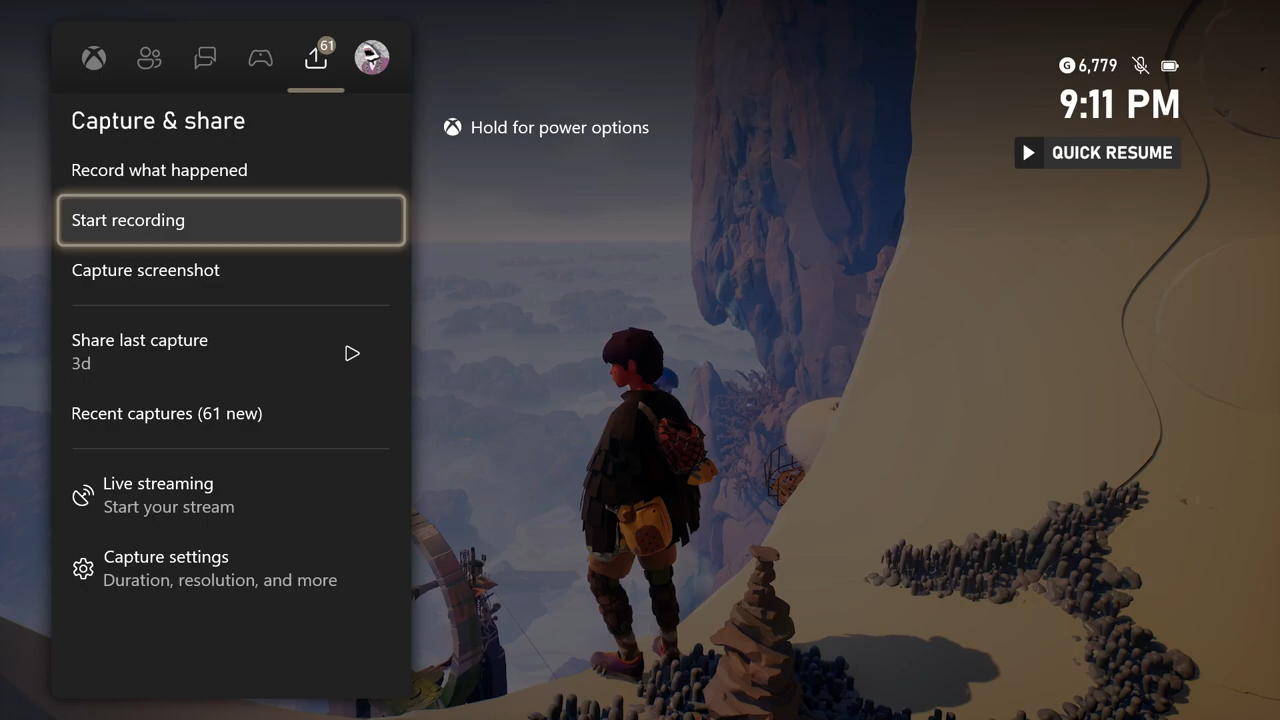 61
Capture & share
Record what happened
Start recording
Capture screenshot
Share last capture
3d
Recent captures (61 new)
Live streaming
Start your stream
Capture settings
Duration, resolution, and more
Hold for power options
G 6,779
9:11 PM
QUICK RESUME